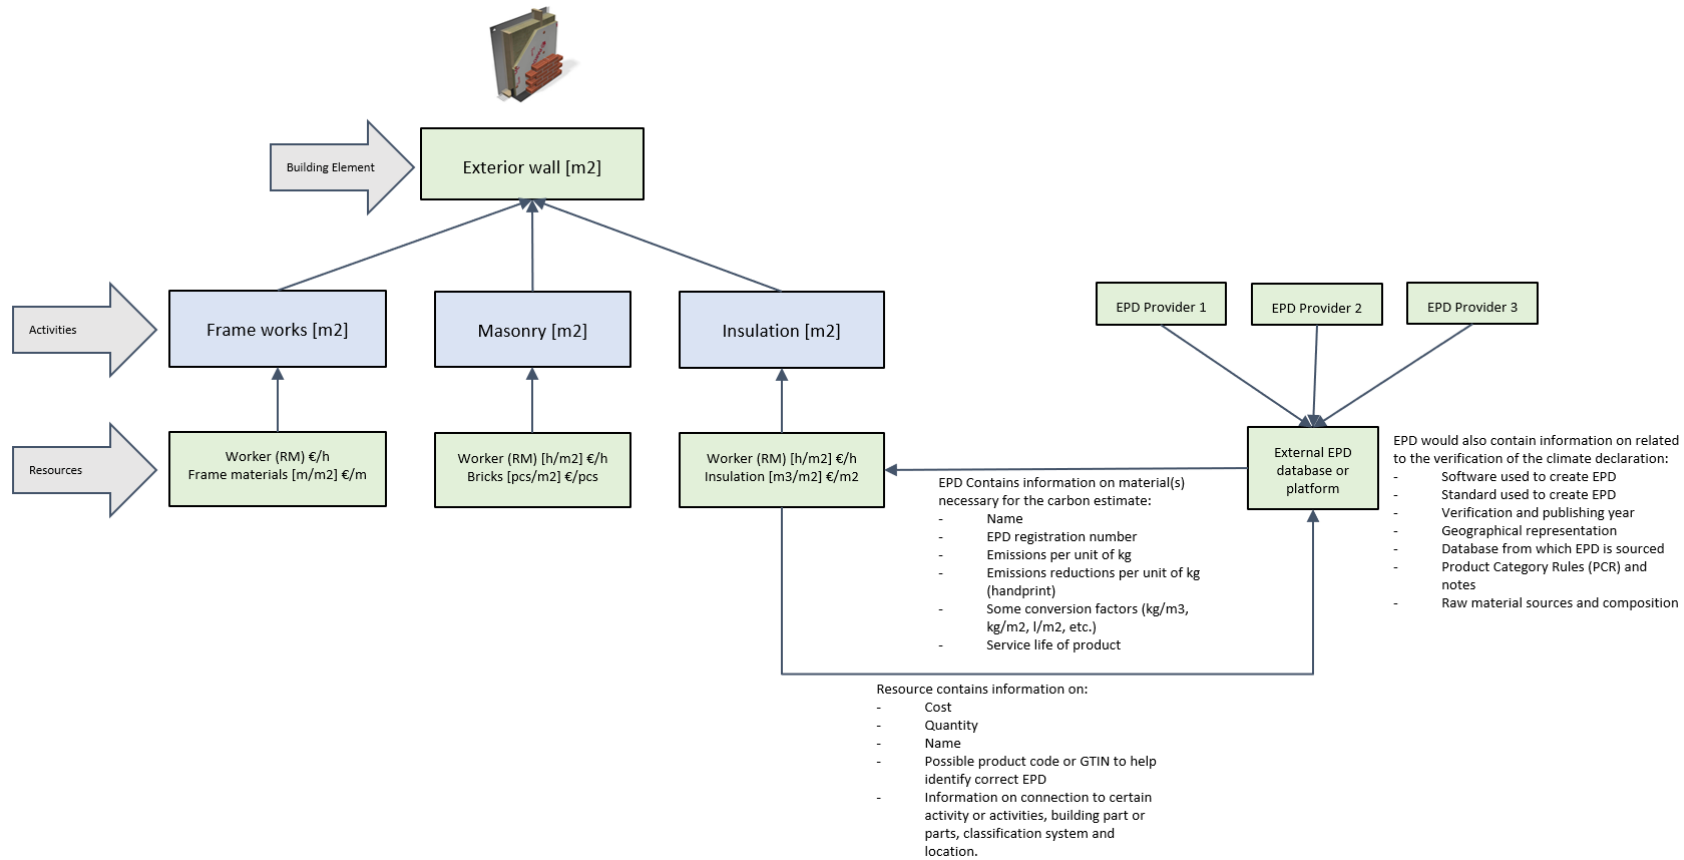 Building Element
Exterior wall [m2]
Activities
Frame works [m2]
Masonry [m2]
Insulation [m2]
EPD Provider 1
EPD Provider 2
EPD Provider 3
Resources
Worker (RM) €/h
Frame materials [m/m2] €/m
Worker (RM) [h/m2] €/h
Bricks [pcs/m2] €/pcs
Worker (RM) [h/m2] €/h
Insulation [m3/m2] €/m2
External EPD
database or
platform
EPD would also contain information on related
to the verification of the climate declaration:
- Software used to create EPD
- Standard used to create EPD
- Verification and publishing year
- Geographical representation
- Database from which EPD is sourced
- Product Category Rules (PCR) and
notes
- Raw material sources and composition
EPD Contains information on material(s)
necessary for the carbon estimate:
- Name
- EPD registration number
- Emissions per unit of kg
- Emissions reductions per unit of kg
(handprint)
- Some conversion factors (kg/m3,
kg/m2, l/m2, etc.)
- Service life of product
Resource contains information on:
- Cost
- Quantity
- Name
- Possible product code or GTIN to help
identify correct EPD
- Information on connection to certain
activity or activities, building part or
parts, classification system and
location.